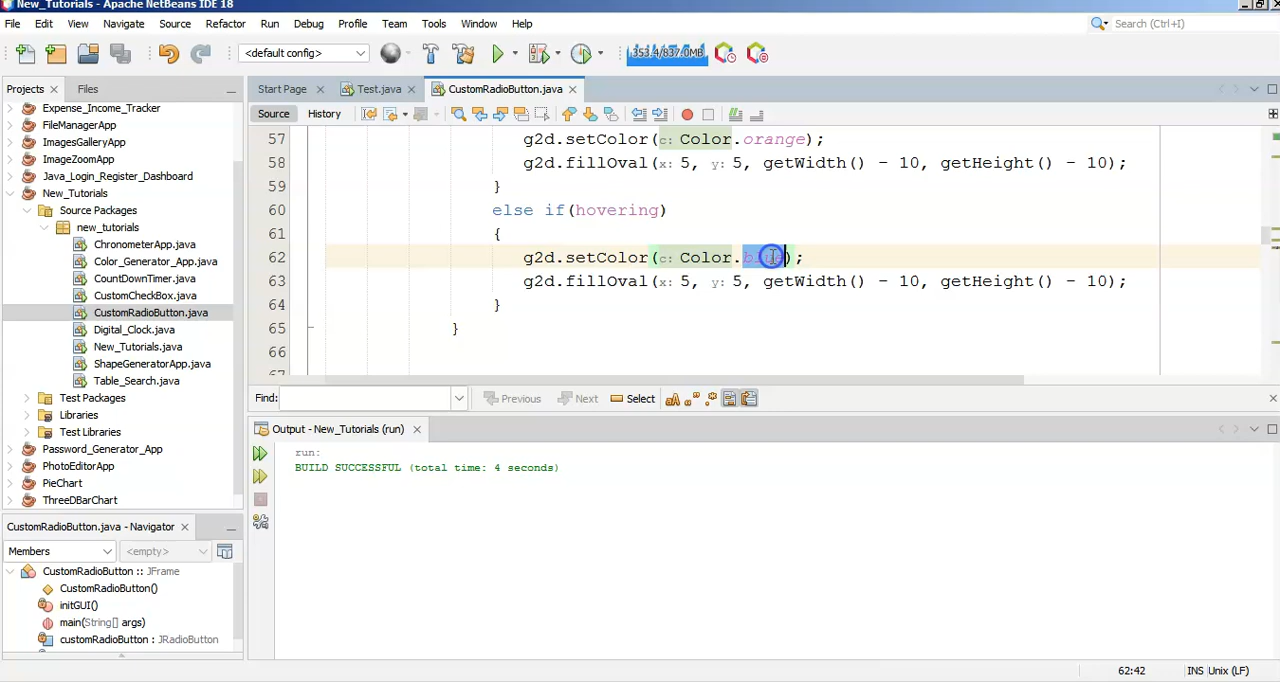 New_Tutorials - Apache NetBeans IDE 18
File Edit View Navigate Source Refactor Run Debug Profile Team Tools Window Help
Search (Ctrl+I)
<default config>
353.4/837.0MB
Projects Files
Start Page Test.java CustomRadioButton.java
Source History
Expense_Income_Tracker
FileManagerApp
ImagesGalleryApp
ImageZoomApp
Java_Login_Register_Dashboard
New_Tutorials
Source Packages
new_tutorials
ChronometerApp.java
Color_Generator_App.java
CountDownTimer.java
CustomCheckBox.java
CustomRadioButton.java
Digital_Clock.java
New_Tutorials.java
ShapeGeneratorApp.java
Table_Search.java
Test Packages
Libraries
Test Libraries
Password_Generator_App
PhotoEditorApp
PieChart
ThreeDBarChart
57 g2d.setColor(c: Color.orange);
58 g2d.fillOval(x: 5, y: 5, getWidth() - 10, getHeight() - 10);
59 }
60 else if(hovering)
61 {
62 g2d.setColor(c: Color.blue);
63 g2d.fillOval(x: 5, y: 5, getWidth() - 10, getHeight() - 10);
64 }
65 }
66
Find: Previous Next Select
Output - New_Tutorials (run)
run:
BUILD SUCCESSFUL (total time: 4 seconds)
CustomRadioButton.java - Navigator
Members <empty>
CustomRadioButton :: JFrame
CustomRadioButton()
initGUI()
main(String[] args)
customRadioButton : JRadioButton
62:42 INS Unix (LF)